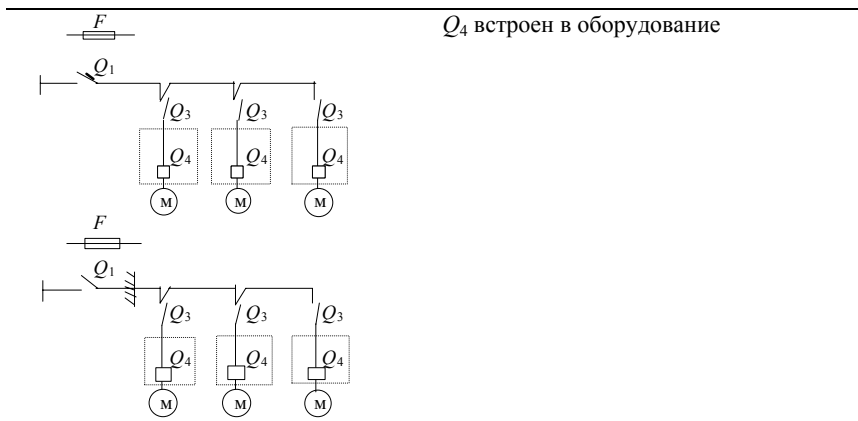 F
Q4 встроен в оборудование
Q1
Q3 Q3 Q3
Q4 Q4 Q4
М М М
F
Q1
Q3 Q3 Q3
Q4 Q4 Q4
М М М